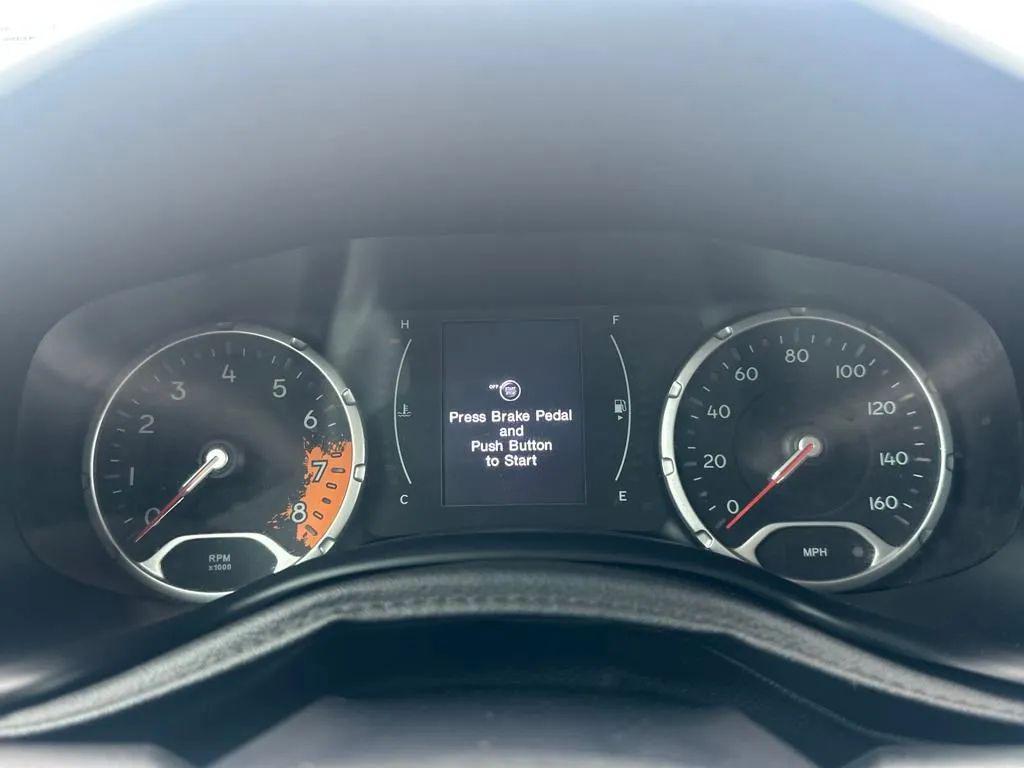 0
1
2
3
4
5
6
7
8
RPM
x1000
H
C
OFF
START
STOP
Press Brake Pedal
and
Push Button
to Start
F
E
0
20
40
60
80
100
120
140
160
MPH